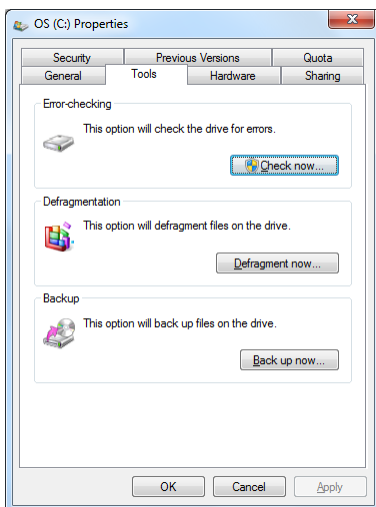 OS (C:) Properties
Security Previous Versions Quota
General Tools Hardware Sharing
Error-checking
This option will check the drive for errors.
Check now...
Defragmentation
This option will defragment files on the drive.
Defragment now...
Backup
This option will back up files on the drive.
Back up now...
OK Cancel Apply